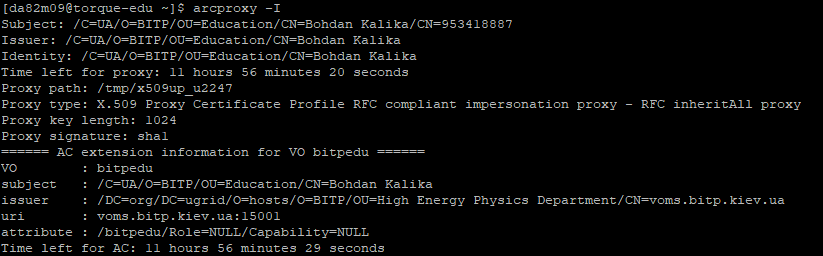 [da82m09@torque-edu ~]$ arcproxy -I
Subject: /C=UA/O=BITP/OU=Education/CN=Bohdan Kalika/CN=953418887
Issuer: /C=UA/O=BITP/OU=Education/CN=Bohdan Kalika
Identity: /C=UA/O=BITP/OU=Education/CN=Bohdan Kalika
Time left for proxy: 11 hours 56 minutes 20 seconds
Proxy path: /tmp/x509up_u2247
Proxy type: X.509 Proxy Certificate Profile RFC compliant impersonation proxy - RFC inheritAll proxy
Proxy key length: 1024
Proxy signature: sha1
====== AC extension information for VO bitpedu ======
VO        : bitpedu
subject   : /C=UA/O=BITP/OU=Education/CN=Bohdan Kalika
issuer    : /DC=org/DC=ugrid/O=hosts/O=BITP/OU=High Energy Physics Department/CN=voms.bitp.kiev.ua
uri       : voms.bitp.kiev.ua:15001
attribute : /bitpedu/Role=NULL/Capability=NULL
Time left for AC: 11 hours 56 minutes 29 seconds